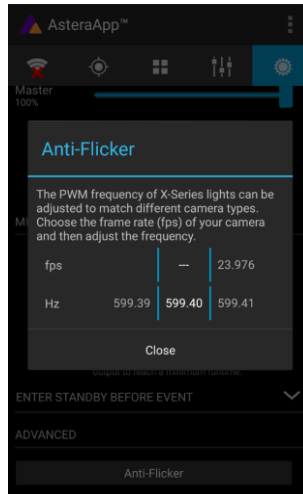 AsteraApp™
Master
100%
Anti-Flicker
The PWM frequency of X-Series lights can be
adjusted to match different camera types.
Choose the frame rate (fps) of your camera
and then adjust the frequency.
fps --- 23.976
Hz 599.39 599.40 599.41
Close
output to reach a minimum runtime.
ENTER STANDBY BEFORE EVENT
ADVANCED
Anti-Flicker